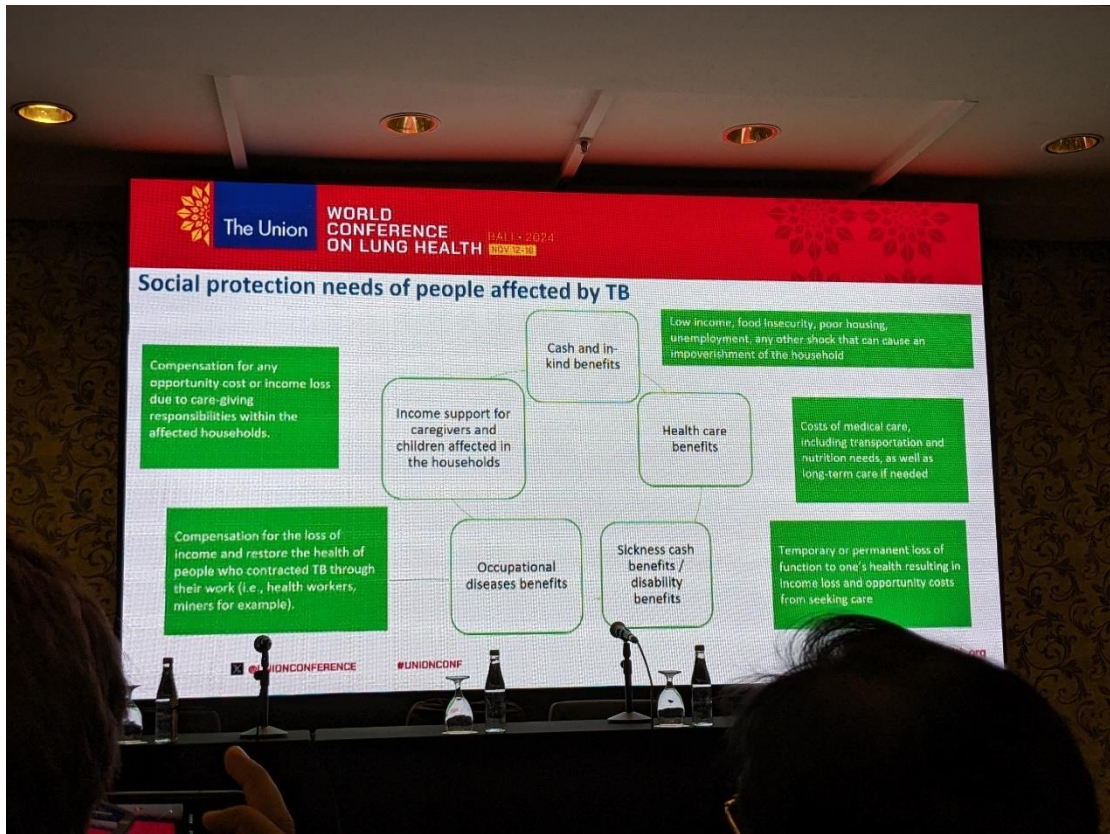 The Union
WORLD
CONFERENCE
ON LUNG HEALTH
BALI • 2024
NOV 12-16
Social protection needs of people affected by TB
Cash and in-
kind benefits
Low income, food insecurity, poor housing,
unemployment, any other shock that can cause an
impoverishment of the household
Compensation for any
opportunity cost or income loss
due to care-giving
responsibilities within the
affected households.
Income support for
caregivers and
children affected in
the households
Health care
benefits
Costs of medical care,
including transportation and
nutrition needs, as well as
long-term care if needed
Compensation for the loss of
income and restore the health of
people who contracted TB through
their work (i.e., health workers,
miners for example).
Occupational
diseases benefits
Sickness cash
benefits /
disability
benefits
Temporary or permanent loss of
function to one's health resulting in
income loss and opportunity costs
from seeking care
#UNIONCONF